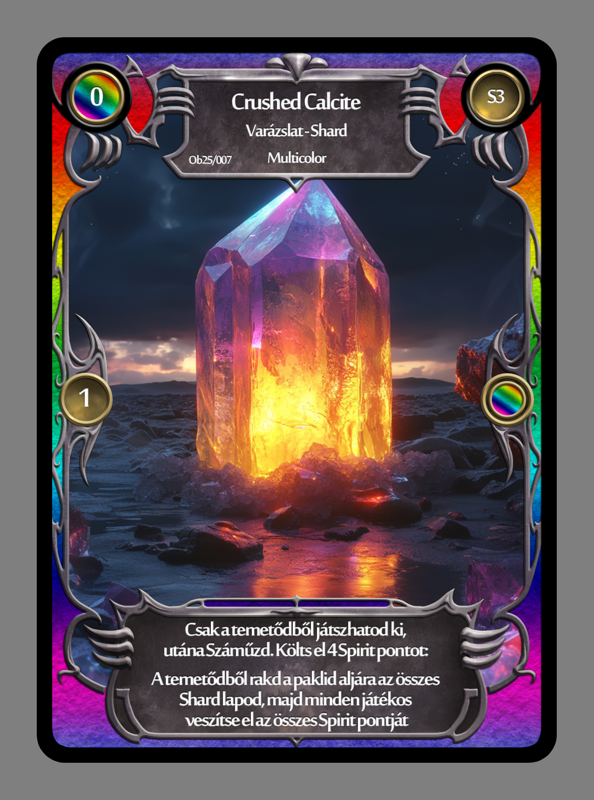 0
Crushed Calcite
S3
Varázslat - Shard
Ob25/007 Multicolor
1
Csak a temetődből játszhatod ki,
utána Száműzd. Költs el 4 Spirit pontot:
A temetődből rakd a paklid aljára az összes
Shard lapod, majd minden játékos
veszítse el az összes Spirit pontját